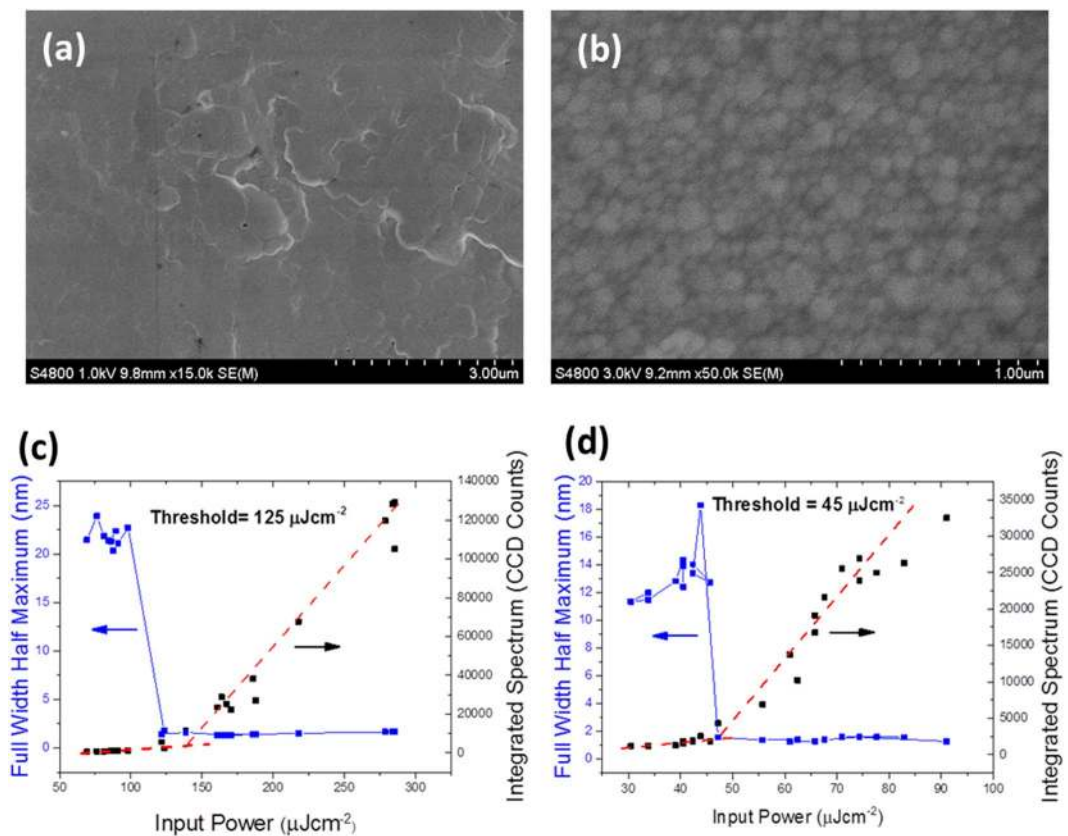 (a)
S4800 1.0kV 9.8mm x15.0k SE(M) 3.00um
(b)
S4800 3.0kV 9.2mm x50.0k SE(M) 1.00um
(c)
Full Width Half Maximum (nm)
25
20
15
10
5
0
Threshold= 125 μJcm-2
140000
120000
100000
80000
60000
40000
20000
0
Integrated Spectrum (CCD Counts)
50 100 150 200 250 300
Input Power (μJcm-2)
(d)
Full Width Half Maximum (nm)
20
18
16
14
12
10
8
6
4
2
0
Threshold = 45 μJcm-2
35000
30000
25000
20000
15000
10000
5000
0
Integrated Spectrum (CCD Counts)
30 40 50 60 70 80 90 100
Input Power (μJcm-2)